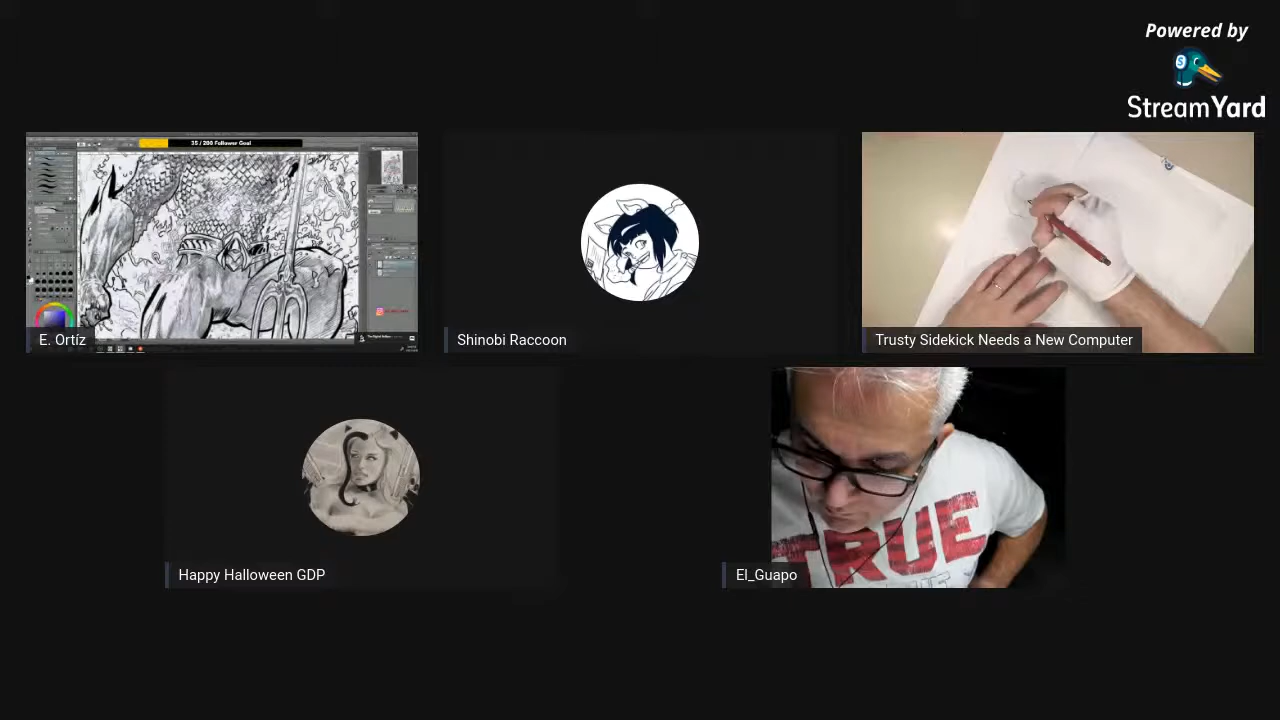 Powered by
StreamYard
35 / 200 Follower Goal
E. Ortíz
Shinobi Raccoon
Trusty Sidekick Needs a New Computer
Happy Halloween GDP
El_Guapo
TRUE